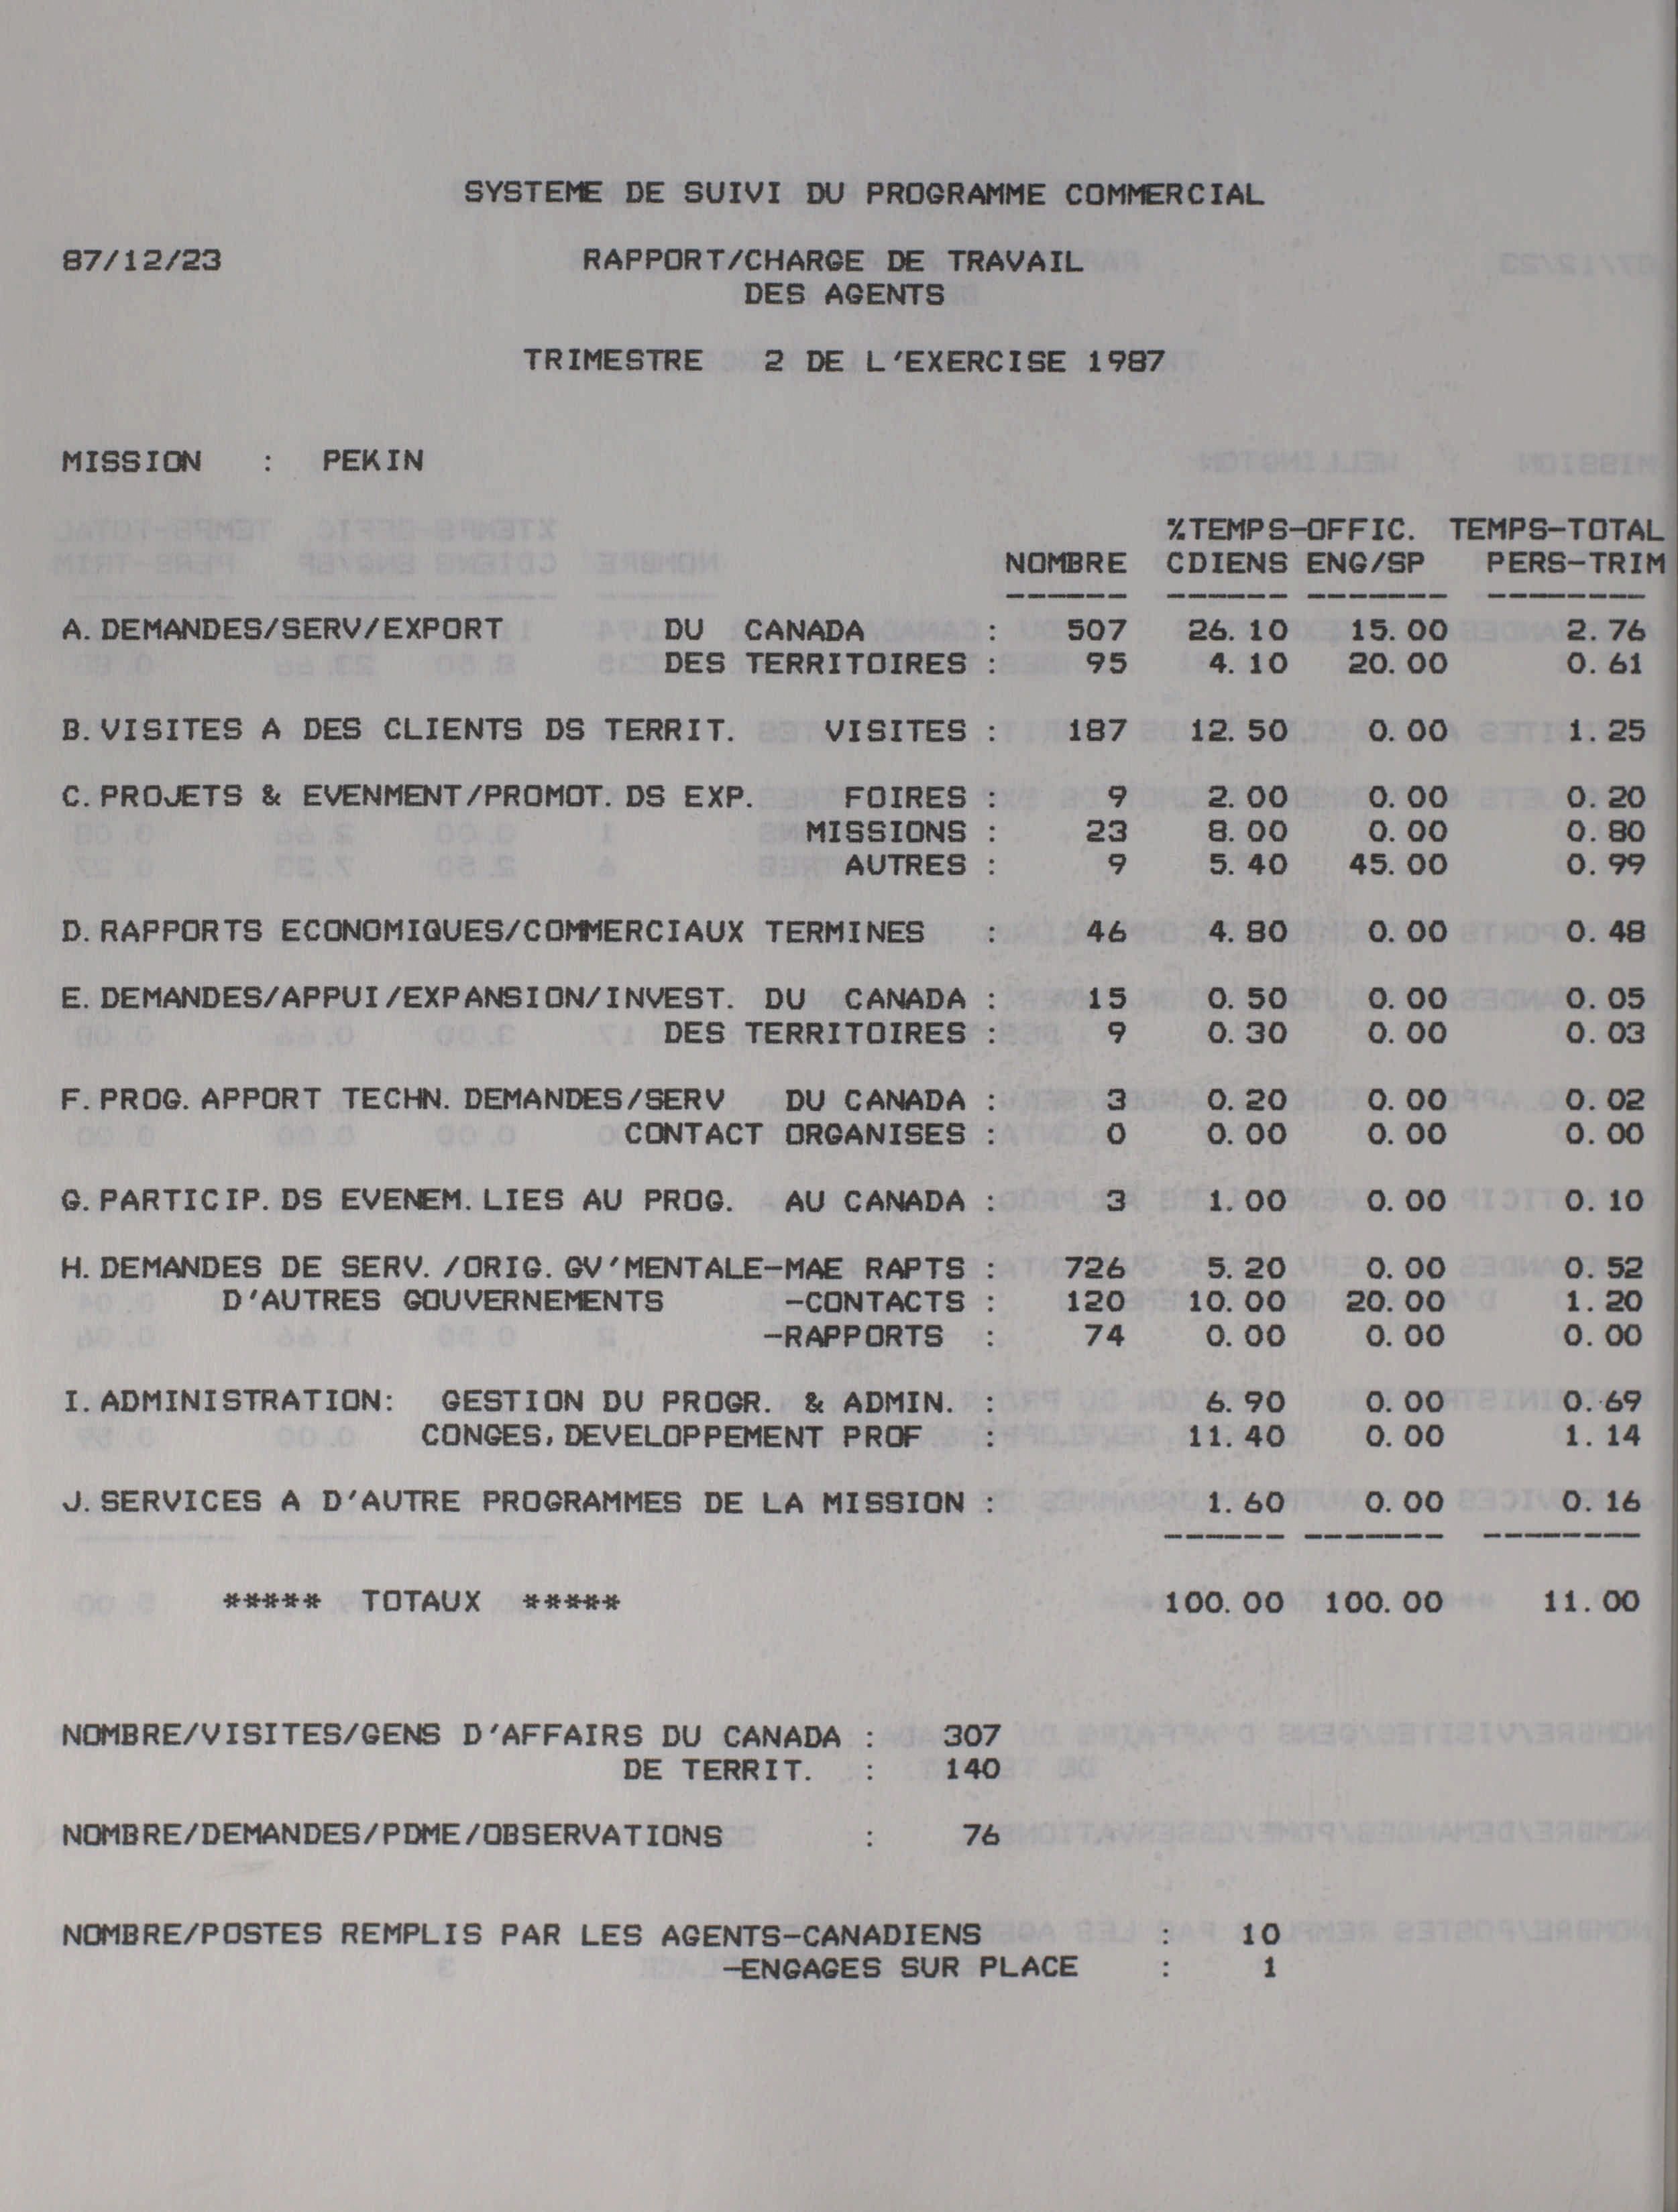 SYSTEME DE SUIVI DU PROGRAMME COMMERCIAL
87/12/23 RAPPORT/CHARGE DE TRAVAIL
DES AGENTS
TRIMESTRE 2 DE L'EXERCISE 1987
MISSION : PEKIN
%TEMPS-OFFIC. TEMPS-TOTAL
NOMBRE CDIENS ENG/SP PERS-TRIM
A. DEMANDES/SERV/EXPORT DU CANADA : 507 26.10 15.00 2.76
DES TERRITOIRES : 95 4.10 20.00 0.61
B. VISITES A DES CLIENTS DS TERRIT. VISITES : 187 12.50 0.00 1.25
C. PROJETS & EVENMENT/PROMOT. DS EXP. FOIRES : 9 2.00 0.00 0.20
MISSIONS : 23 8.00 0.00 0.80
AUTRES : 9 5.40 45.00 0.99
D. RAPPORTS ECONOMIQUES/COMMERCIAUX TERMINES : 46 4.80 0.00 0.48
E. DEMANDES/APPUI/EXPANSION/INVEST. DU CANADA : 15 0.50 0.00 0.05
DES TERRITOIRES : 9 0.30 0.00 0.03
F. PROG. APPORT TECHN. DEMANDES/SERV DU CANADA : 3 0.20 0.00 0.02
CONTACT ORGANISES : 0 0.00 0.00 0.00
G. PARTICIP. DS EVENEM. LIES AU PROG. AU CANADA : 3 1.00 0.00 0.10
H. DEMANDES DE SERV. /ORIG. GV'MENTALE-MAE RAPTS : 726 5.20 0.00 0.52
D'AUTRES GOUVERNEMENTS -CONTACTS : 120 10.00 20.00 1.20
-RAPPORTS : 74 0.00 0.00 0.00
I. ADMINISTRATION: GESTION DU PROGR. & ADMIN. : 6.90 0.00 0.69
CONGES, DEVELOPPEMENT PROF : 11.40 0.00 1.14
J. SERVICES A D'AUTRE PROGRAMMES DE LA MISSION : 1.60 0.00 0.16
***** TOTAUX ***** 100.00 100.00 11.00
NOMBRE/VISITES/GENS D'AFFAIRS DU CANADA : 307
DE TERRIT. : 140
NOMBRE/DEMANDES/PDME/OBSERVATIONS : 76
NOMBRE/POSTES REMPLIS PAR LES AGENTS-CANADIENS : 10
-ENGAGES SUR PLACE : 1